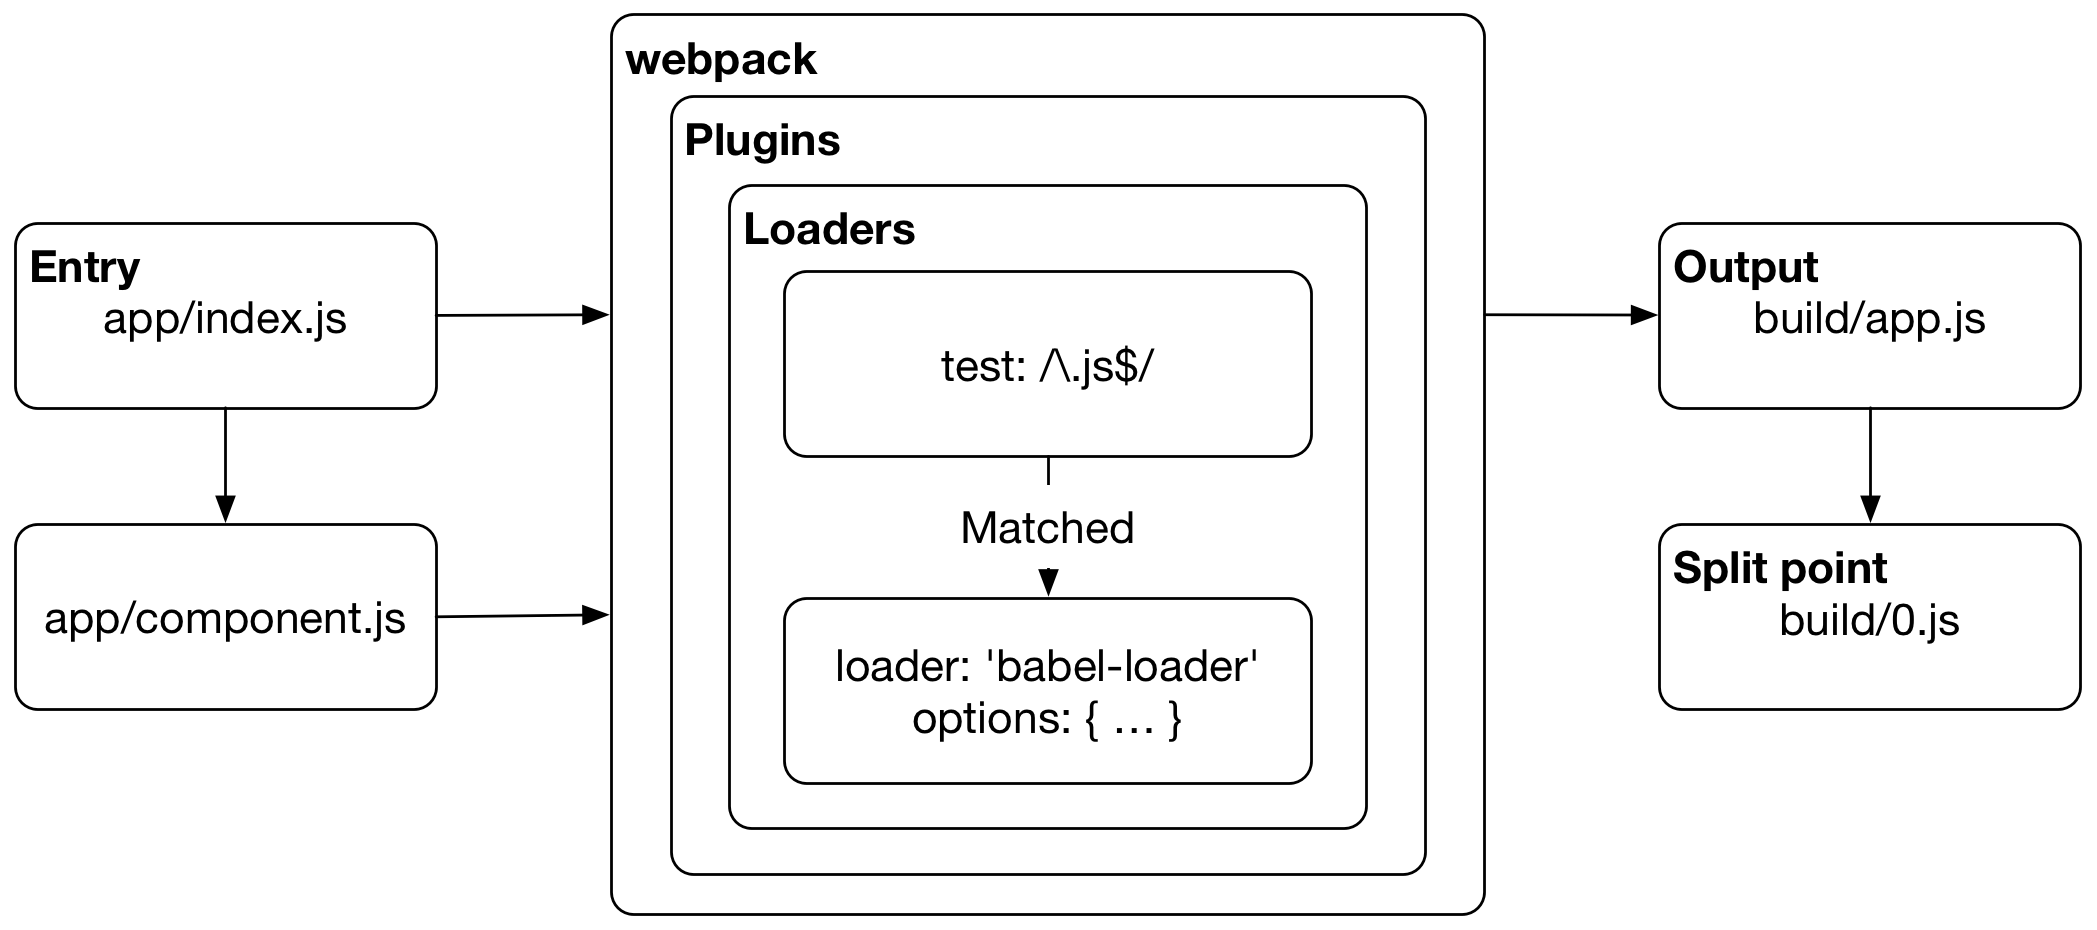 webpack
Plugins
Loaders
Entry
app/index.js
app/component.js
test: /\.js$/
Matched
loader: 'babel-loader'
options: { … }
Output
build/app.js
Split point
build/0.js